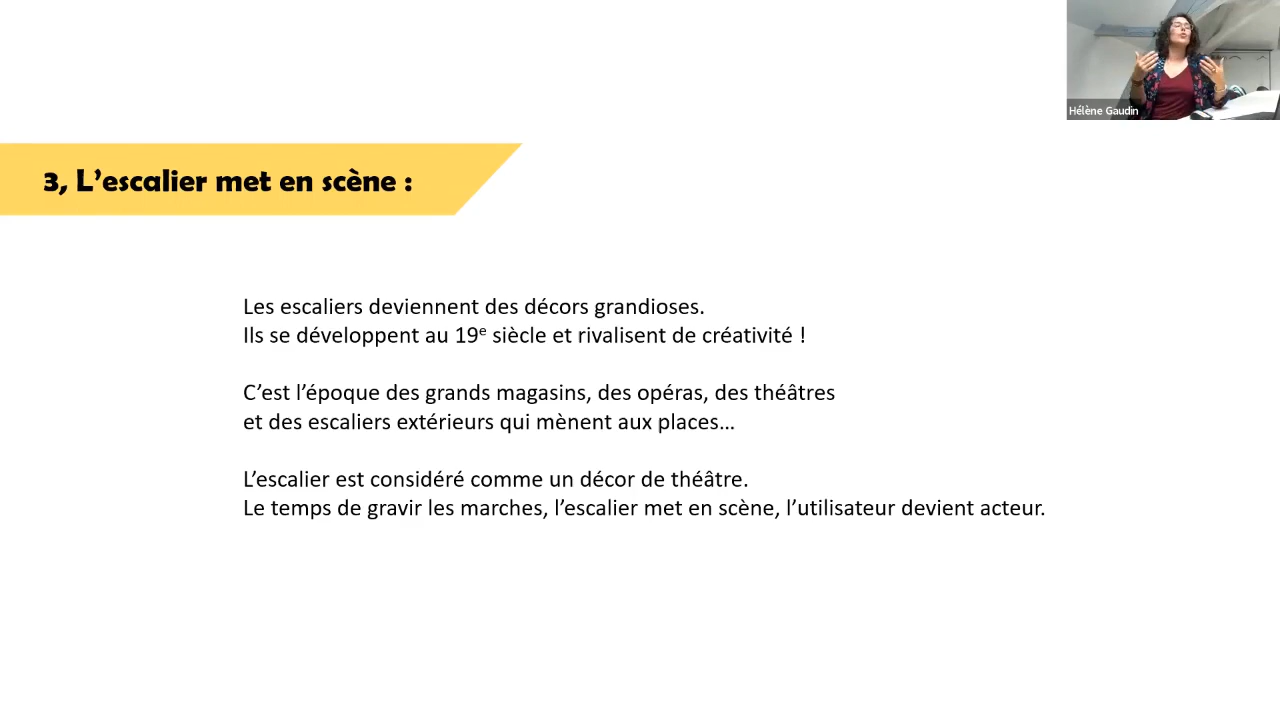 Hélène Gaudin
3, L’escalier met en scène :
Les escaliers deviennent des décors grandioses.
Ils se développent au 19e siècle et rivalisent de créativité !
C’est l’époque des grands magasins, des opéras, des théâtres
et des escaliers extérieurs qui mènent aux places…
L’escalier est considéré comme un décor de théâtre.
Le temps de gravir les marches, l’escalier met en scène, l’utilisateur devient acteur.